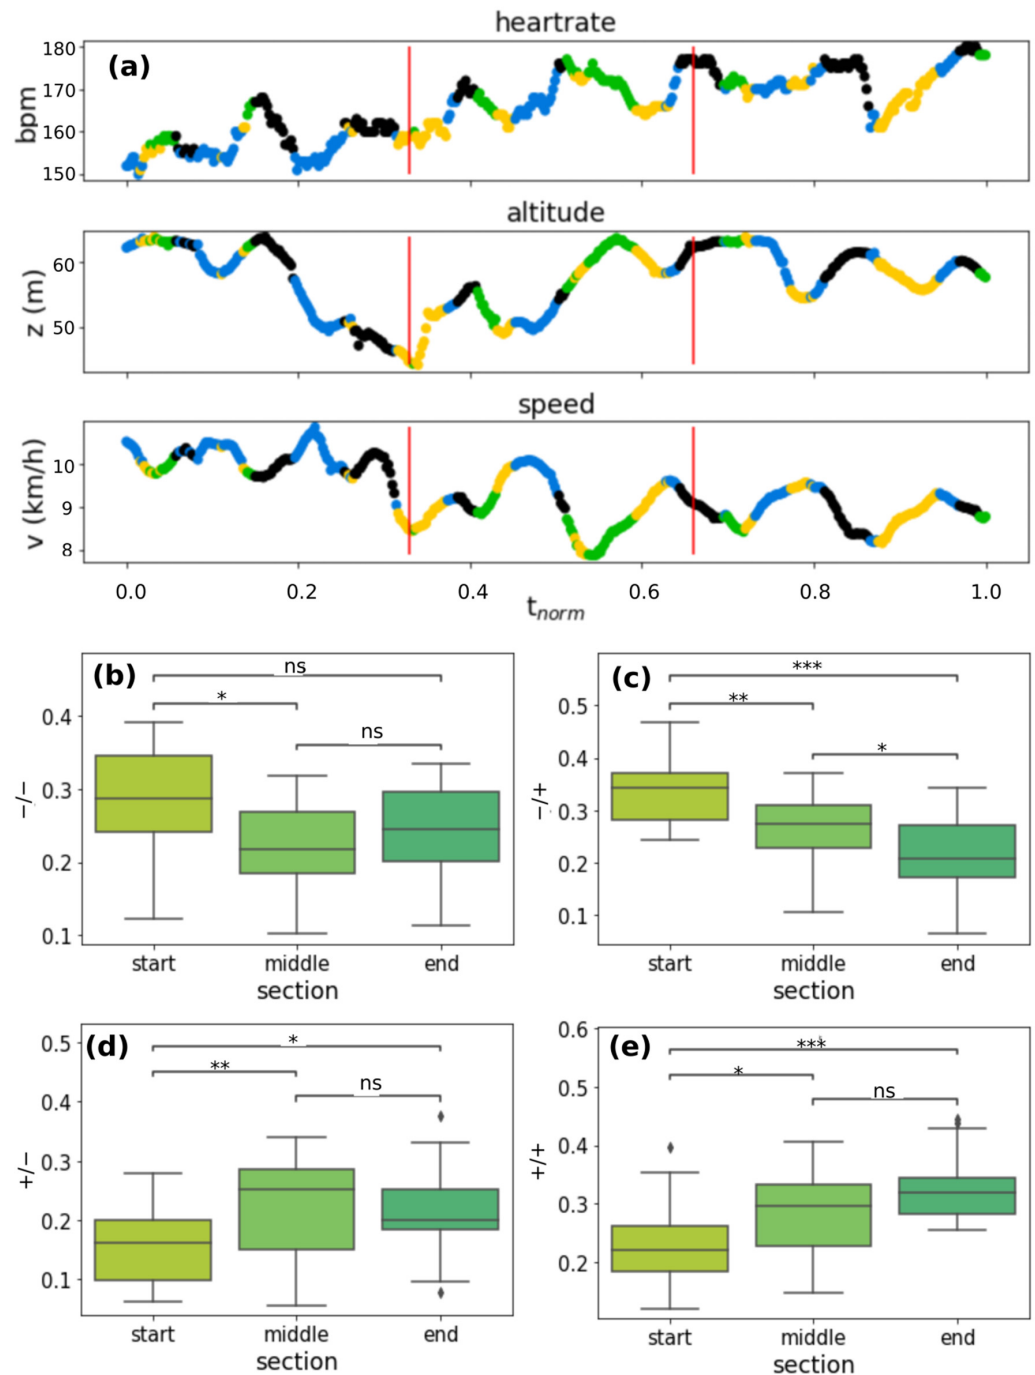 heartrate
(a)
bpm
180
170
160
150
altitude
z (m)
60
50
speed
v (km/h)
10
9
8
0.0 0.2 0.4 0.6 0.8 1.0
t_norm
(b)
ns
*
ns
−/−
0.4
0.3
0.2
0.1
start middle end
section
(c)
***
**
*
−/+
0.5
0.4
0.3
0.2
0.1
start middle end
section
(d)
*
**
ns
+/−
0.5
0.4
0.3
0.2
0.1
start middle end
section
(e)
***
*
ns
+/+
0.6
0.5
0.4
0.3
0.2
start middle end
section